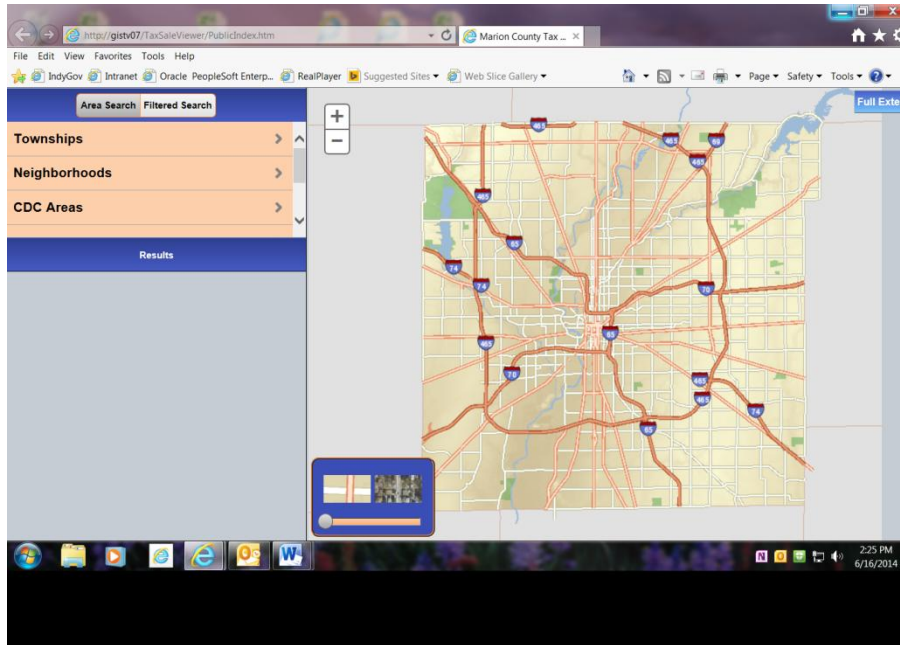 http://gistv07/TaxSaleViewer/PublicIndex.htm
Marion County Tax ...
File Edit View Favorites Tools Help
IndyGov Intranet Oracle PeopleSoft Enterp... RealPlayer Suggested Sites Web Slice Gallery Page Safety Tools
Area Search Filtered Search
Full Exte
+
−
Townships
Neighborhoods
CDC Areas
Results
465
465
69
465
465
65
74
74
70
65
465
70
465
465
74
65
2:25 PM
6/16/2014